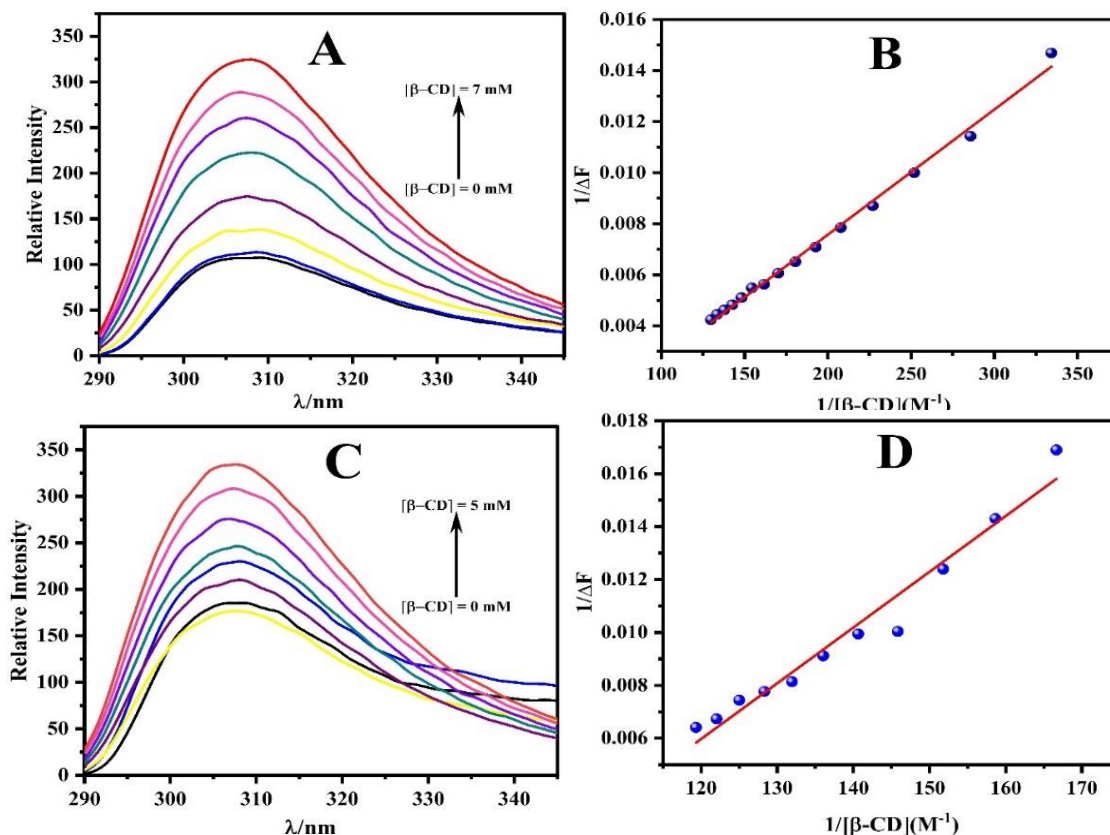 A
350
300
250
200
150
100
50
0
Relative Intensity
[β–CD] = 7 mM
[β–CD] = 0 mM
290 300 310 320 330 340
λ/nm
B
0.016
0.014
0.012
0.010
0.008
0.006
0.004
1/ΔF
100 150 200 250 300 350
1/[β-CD](M⁻¹)
C
350
300
250
200
150
100
50
0
Relative Intensity
[β–CD] = 5 mM
[β–CD] = 0 mM
290 300 310 320 330 340
λ/nm
D
0.018
0.016
0.014
0.012
0.010
0.008
0.006
1/ΔF
120 130 140 150 160 170
1/[β-CD](M⁻¹)